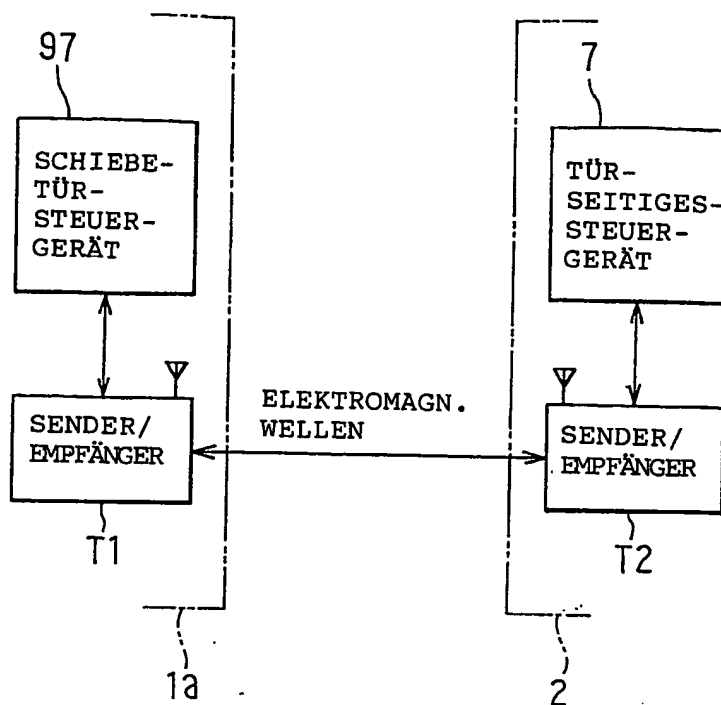 97
7
SCHIEBE-
TÜR-
STEUER-
GERÄT
TÜR-
SEITIGES-
STEUER-
GERÄT
ELEKTROMAGN.
WELLEN
SENDER/
EMPFÄNGER
SENDER/
EMPFÄNGER
T1
T2
1a
2